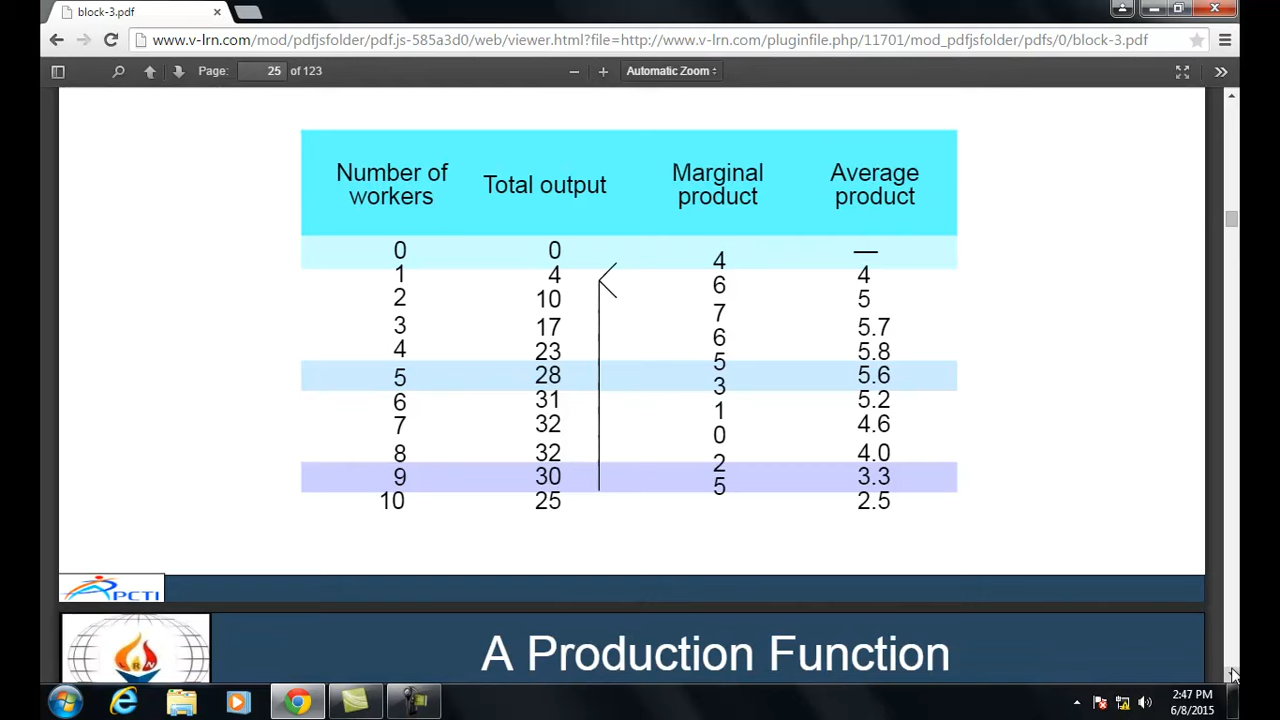 block-3.pdf
www.v-lrn.com/mod/pdfjsfolder/pdf.js-585a3d0/web/viewer.html?file=http://www.v-lrn.com/pluginfile.php/11701/mod_pdfjsfolder/pdfs/0/block-3.pdf
Page: 25 of 123
Automatic Zoom
Number of workers Total output Marginal product Average product
0 0 —
4
1 4 4
6
2 10 5
7
3 17 5.7
6
4 23 5.8
5
5 28 5.6
3
6 31 5.2
1
7 32 4.6
0
8 32 4.0
2
9 30 3.3
5
10 25 2.5
PCTI
A Production Function
2:47 PM
6/8/2015